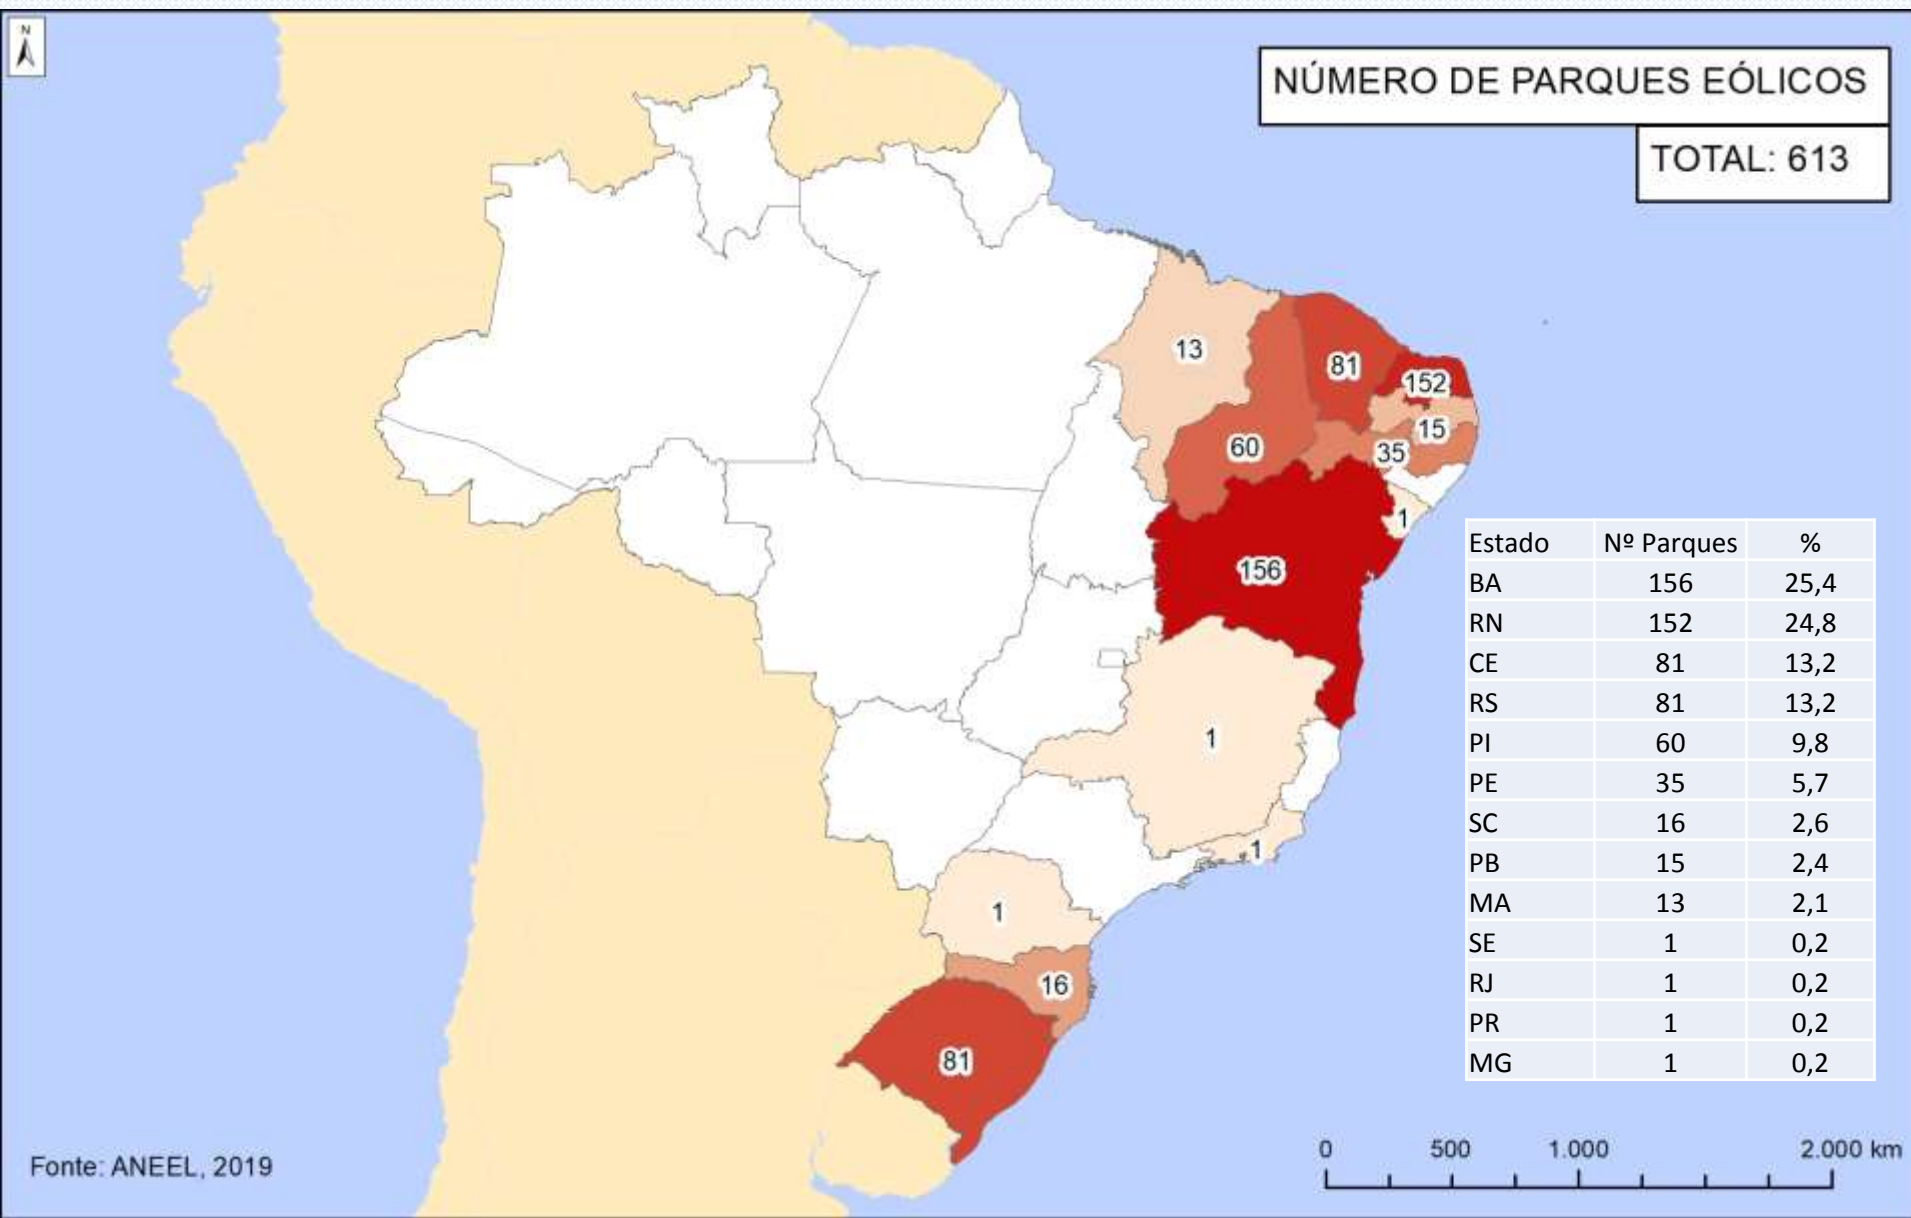 N
NÚMERO DE PARQUES EÓLICOS
TOTAL: 613
13
81
152
15
60
35
1
156
1
1
1
16
81
Estado Nº Parques %
BA 156 25,4
RN 152 24,8
CE 81 13,2
RS 81 13,2
PI 60 9,8
PE 35 5,7
SC 16 2,6
PB 15 2,4
MA 13 2,1
SE 1 0,2
RJ 1 0,2
PR 1 0,2
MG 1 0,2
0 500 1.000 2.000 km
Fonte: ANEEL, 2019